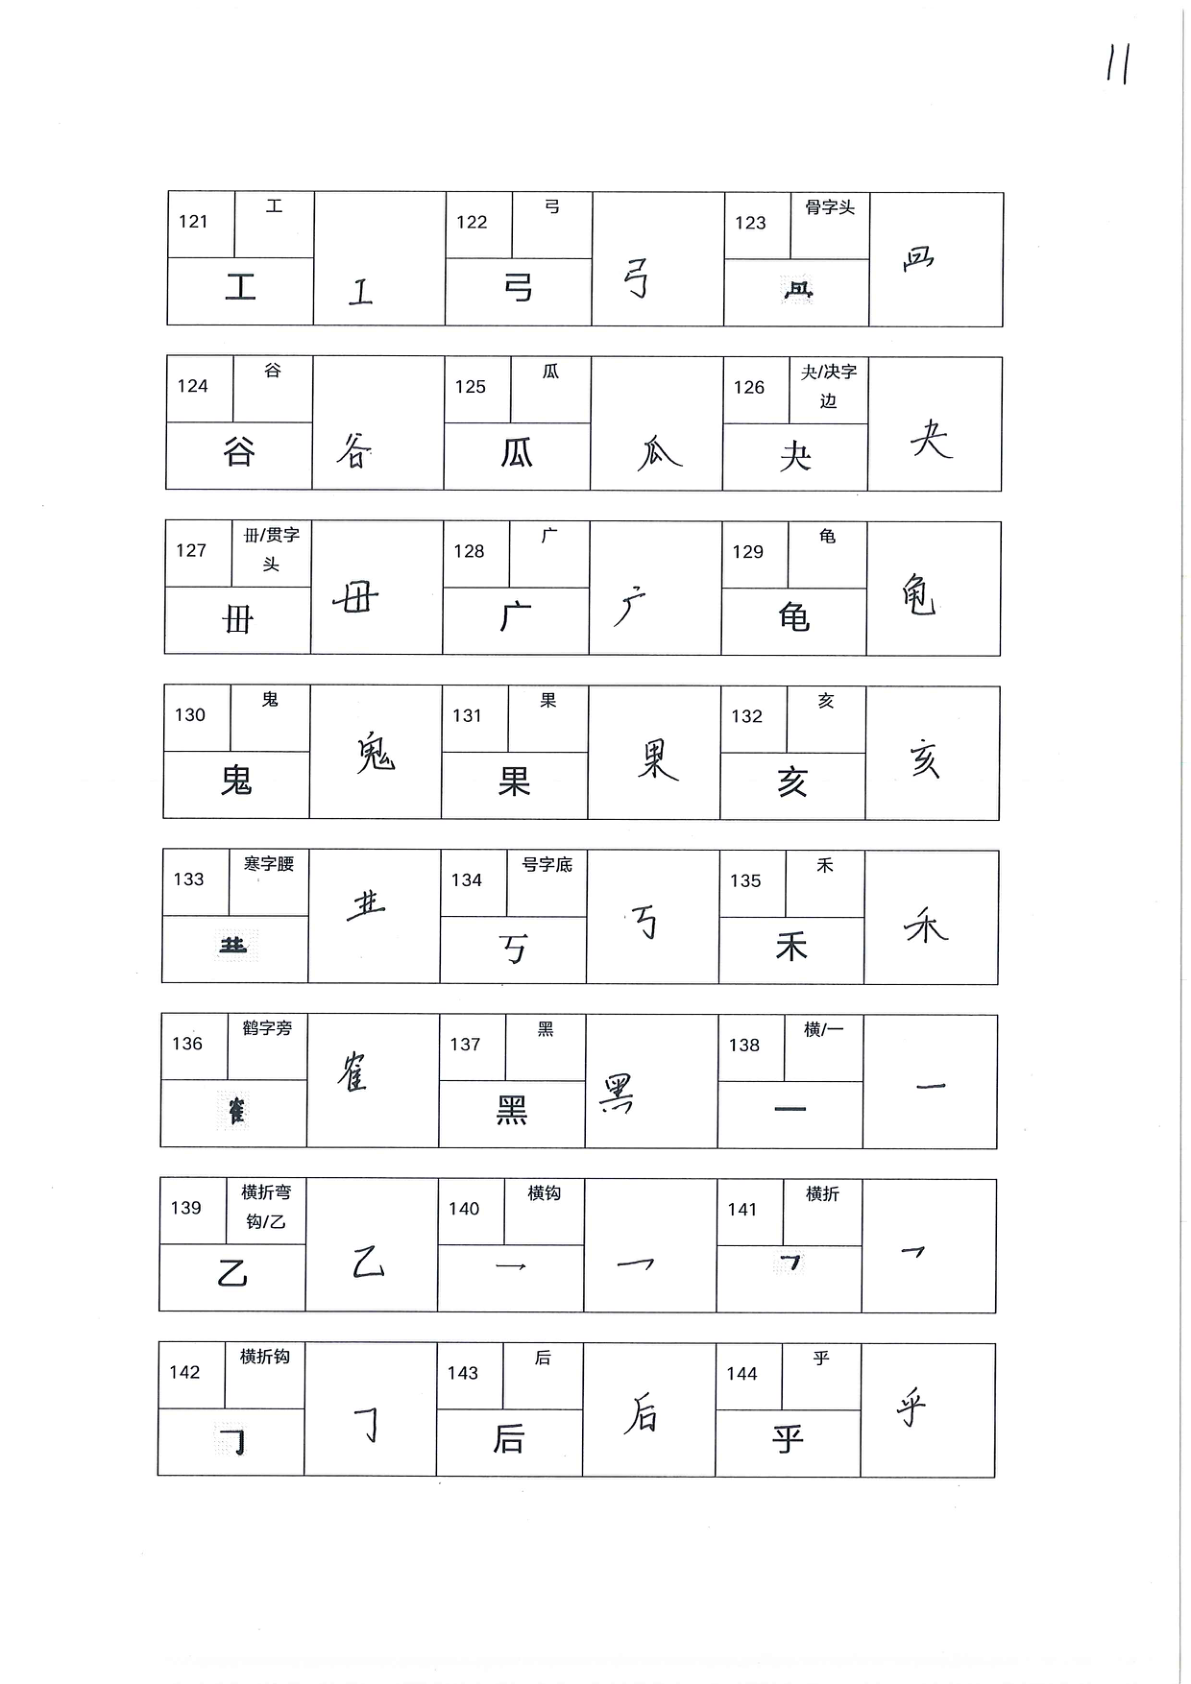 11
121 工 122 弓 123 骨字头
工 工 弓 弓
124 谷 125 瓜 126 夬/决字
边
谷 谷 瓜 瓜 夬 夬
127 毌/贯字 128 广 129 龟
头
毌 毌 广 广 龟 龟
130 鬼 131 果 132 亥
鬼 鬼 果 果 亥 亥
133 寒字腰 134 号字底 135 禾
丂 丂 禾 禾
136 鹤字旁 137 黑 138 横/一
隺 隺 黑 黑 一 一
139 横折弯 140 横钩 141 横折
钩/乙
乙 乙 乛 乛 ㇕ ㇕
142 横折钩 143 后 144 乎
𠃌 𠃌 后 后 乎 乎